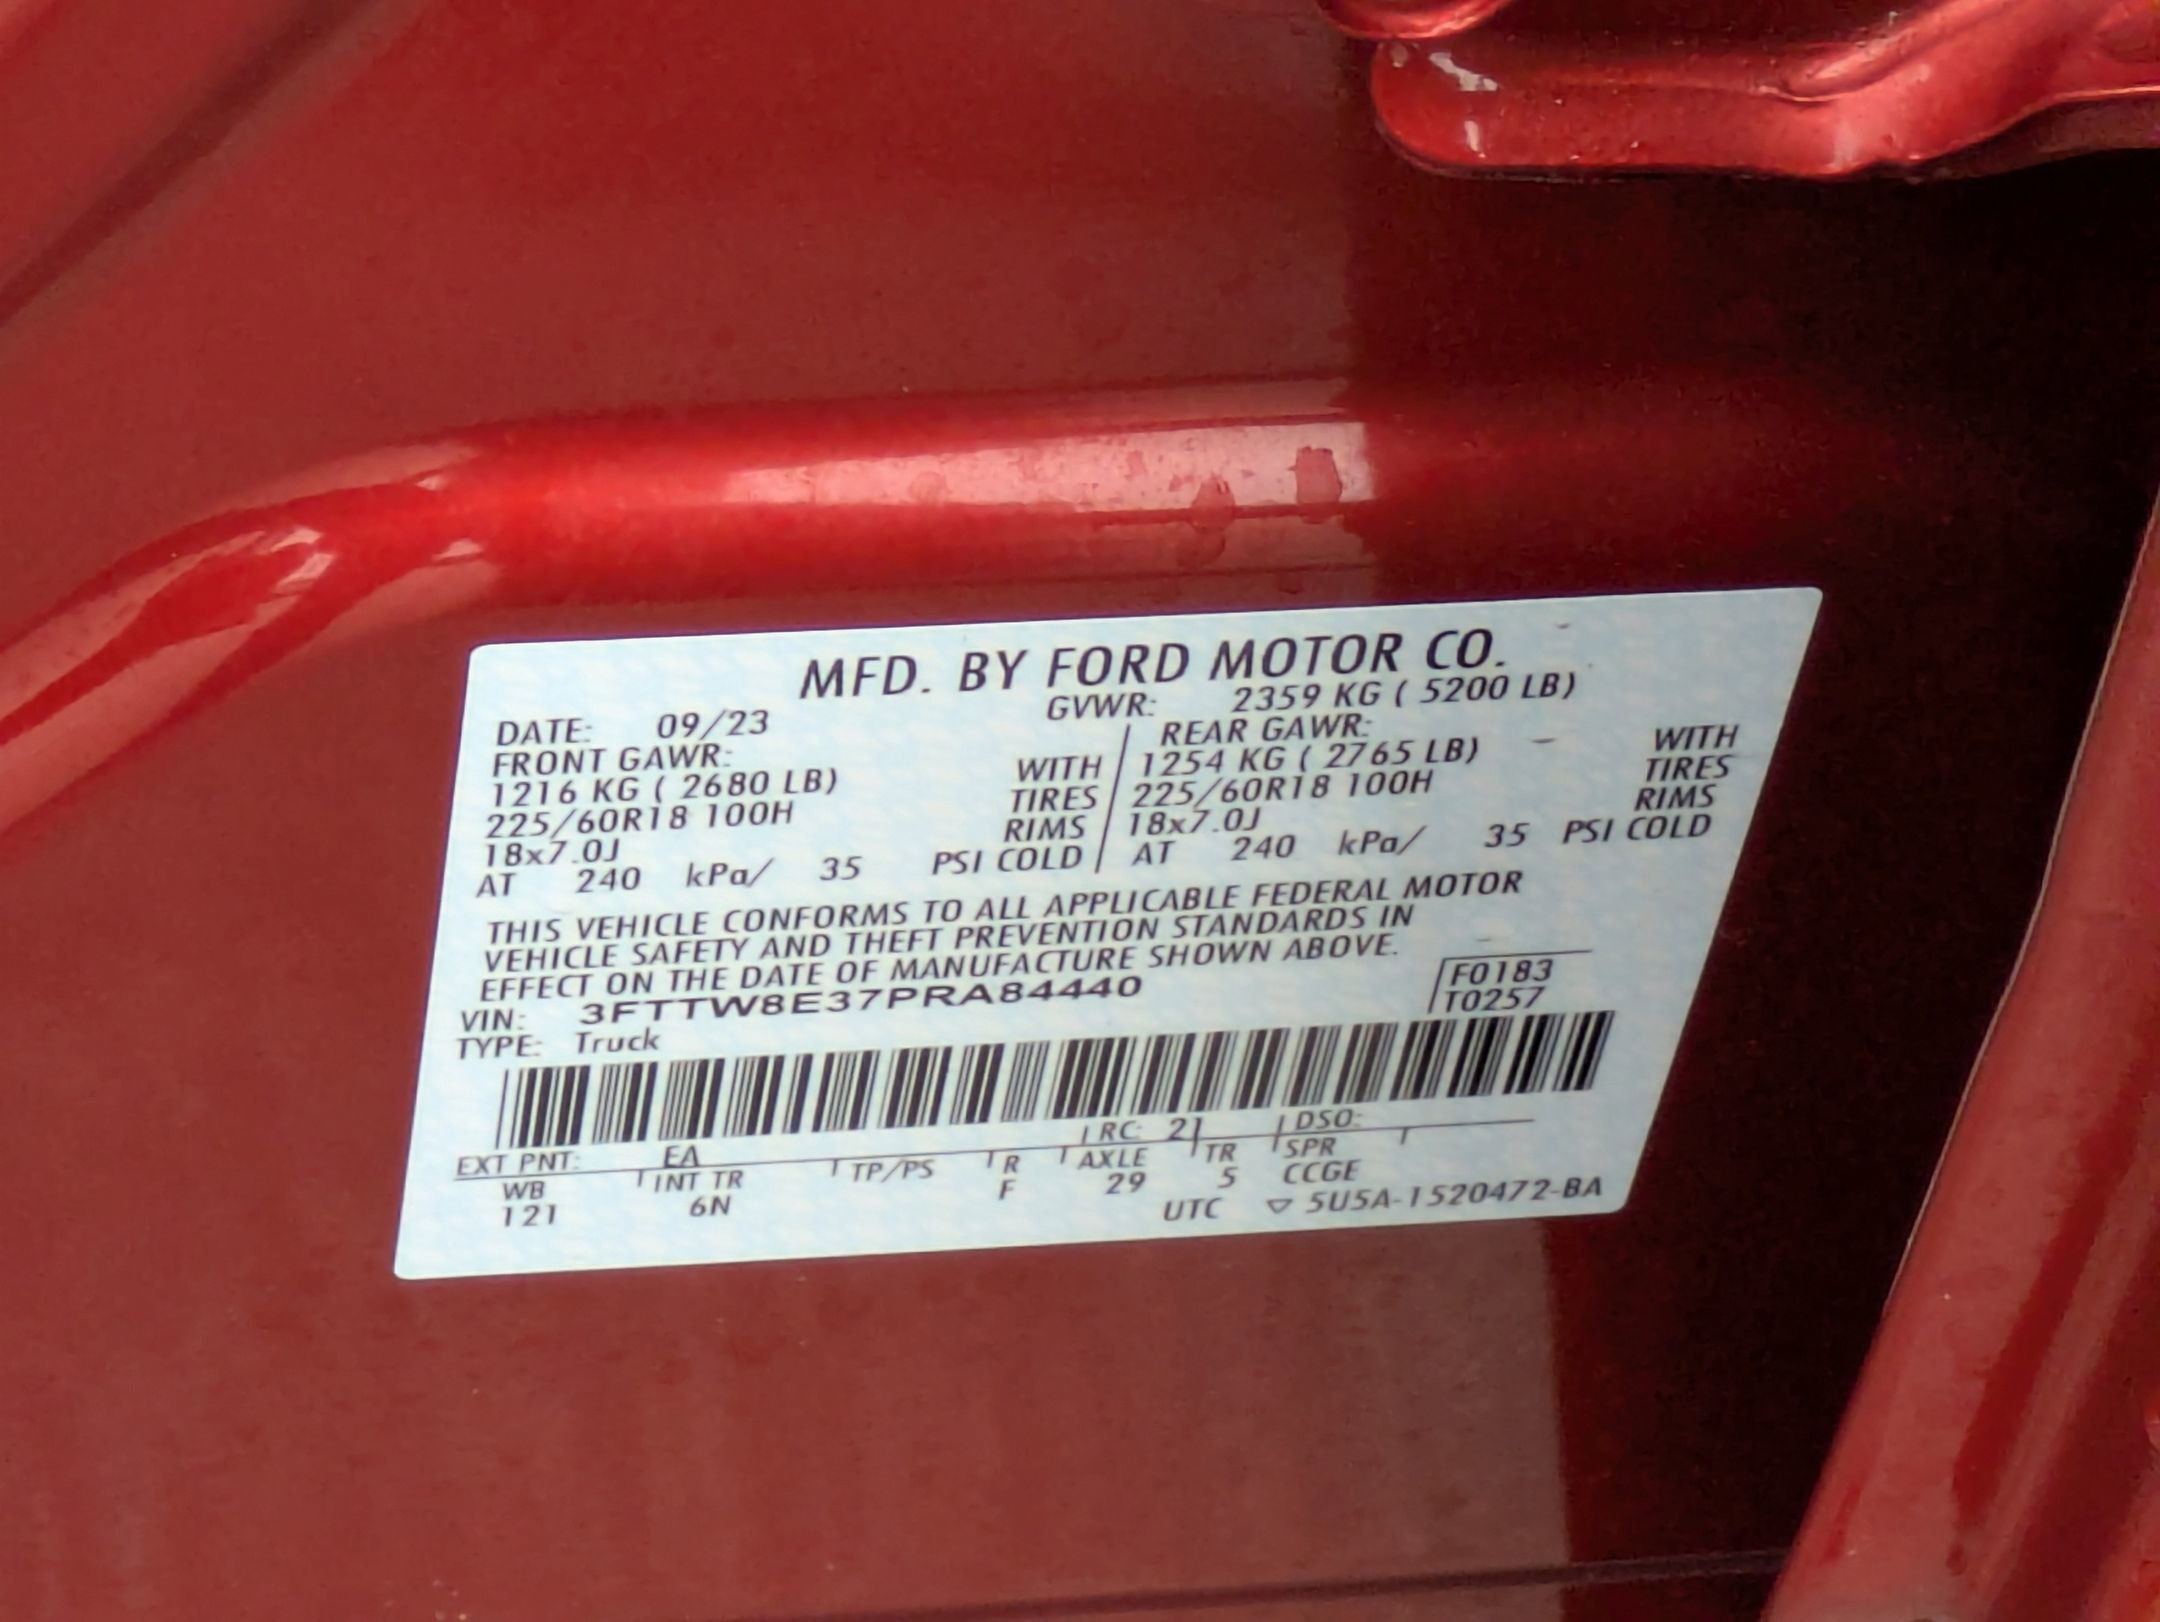 MFD. BY FORD MOTOR CO.
DATE: 09/23 GVWR: 2359 KG ( 5200 LB)
FRONT GAWR: REAR GAWR:
1216 KG ( 2680 LB) WITH 1254 KG ( 2765 LB) WITH
225/60R18 100H TIRES 225/60R18 100H TIRES
18x7.0J RIMS 18x7.0J RIMS
AT 240 kPa/ 35 PSI COLD AT 240 kPa/ 35 PSI COLD
THIS VEHICLE CONFORMS TO ALL APPLICABLE FEDERAL MOTOR
VEHICLE SAFETY AND THEFT PREVENTION STANDARDS IN
EFFECT ON THE DATE OF MANUFACTURE SHOWN ABOVE.
VIN: 3FTTW8E37PRA84440 F0183
TYPE: Truck T0257
EXT PNT: EA RC: 21 DSO:
WB INT TR TP/PS R AXLE TR SPR
121 6N F 29 5 CCGE
UTC ▽ 5U5A-1520472-BA